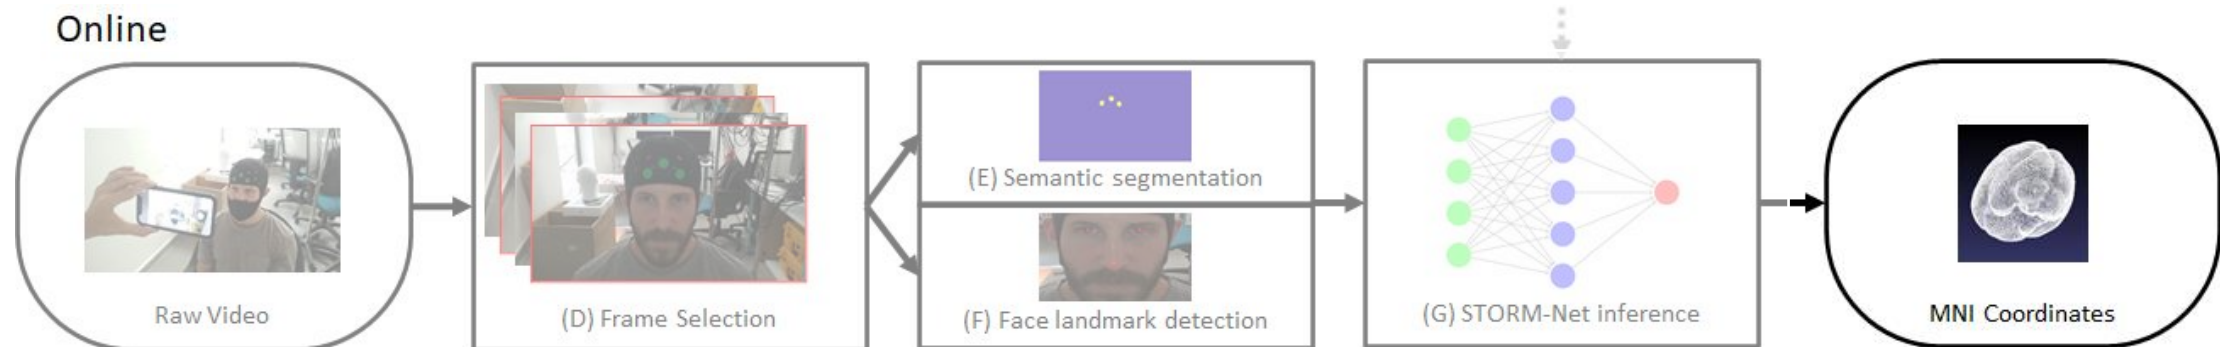 Online
Raw Video
(D) Frame Selection
(E) Semantic segmentation
(F) Face landmark detection
(G) STORM-Net inference
MNI Coordinates